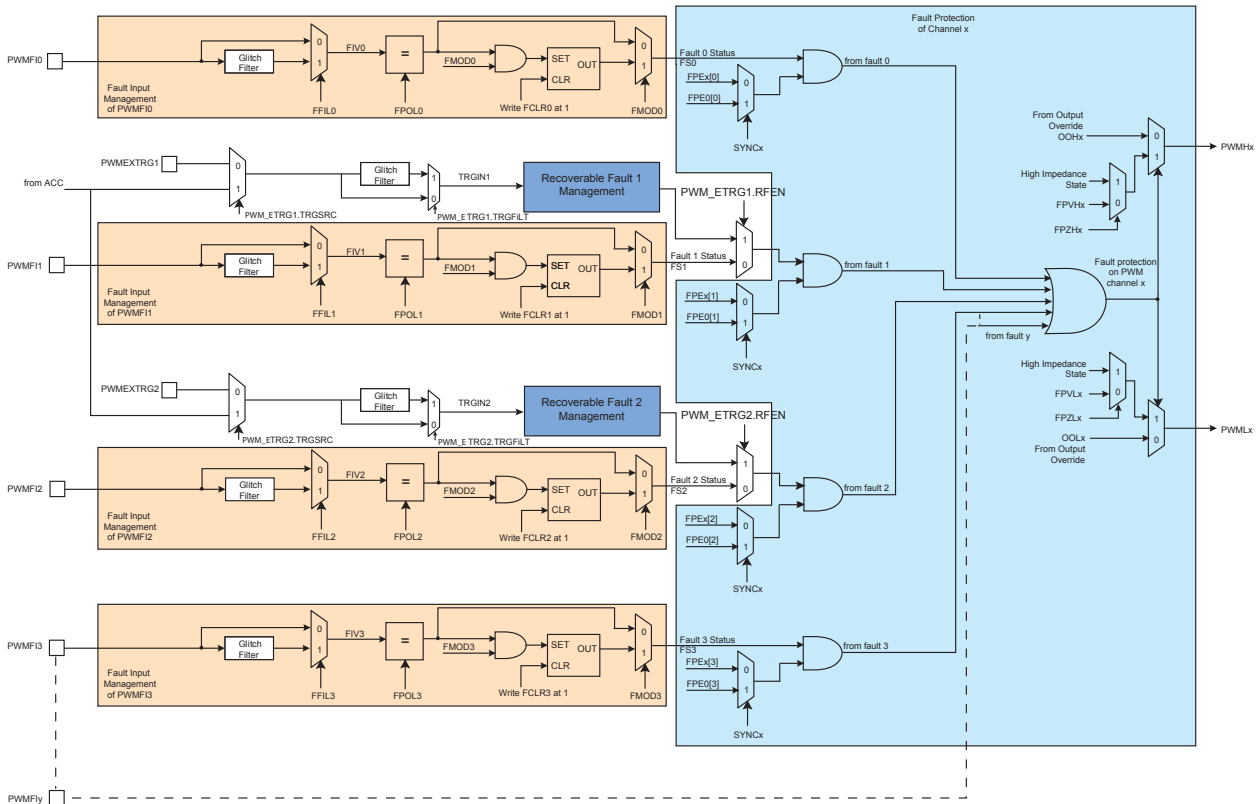 Fault Protection
of Channel x
PWMFI0
Glitch
Filter
0
1
FIV0
=
FMOD0
SET
OUT
CLR
0
1
Fault Input
Management
of PWMFI0
FFIL0
FPOL0
Write FCLR0 at 1
FMOD0
Fault 0 Status
FS0
FPEx[0]
FPE0[0]
0
1
SYNCx
from fault 0
From Output
Override
OOHx
0
1
PWMHx
High Impedance
State
FPVHx
FPZHx
1
0
PWMEXTRG1
from ACC
0
1
PWM_ETRG1.TRGSRC
Glitch
Filter
1
0
PWM_ETRG1.TRGFiLT
TRGIN1
Recoverable Fault 1
Management
PWM_ETRG1.RFEN
1
0
PWMFI1
Glitch
Filter
0
1
FIV1
=
FMOD1
SET
OUT
CLR
0
1
Fault Input
Management
of PWMFI1
FFIL1
FPOL1
Write FCLR1 at 1
FMOD1
Fault 1 Status
FS1
FPEx[1]
FPE0[1]
0
1
SYNCx
from fault 1
Fault protection
on PWM
channel x
from fault y
PWMEXTRG2
0
1
PWM_ETRG2.TRGSRC
Glitch
Filter
1
0
PWM_ETRG2.TRGFiLT
TRGIN2
Recoverable Fault 2
Management
PWM_ETRG2.RFEN
1
0
High Impedance
State
FPVLx
FPZLx
1
0
OOLx
From Output
Override
1
0
PWMLx
PWMFI2
Glitch
Filter
0
1
FIV2
=
FMOD2
SET
OUT
CLR
0
1
Fault Input
Management
of PWMFI2
FFIL2
FPOL2
Write FCLR2 at 1
FMOD2
Fault 2 Status
FS2
FPEx[2]
FPE0[2]
0
1
SYNCx
from fault 2
PWMFI3
Glitch
Filter
0
1
FIV3
=
FMOD3
SET
OUT
CLR
0
1
Fault Input
Management
of PWMFI3
FFIL3
FPOL3
Write FCLR3 at 1
FMOD3
Fault 3 Status
FS3
FPEx[3]
FPE0[3]
0
1
SYNCx
from fault 3
PWMFIy